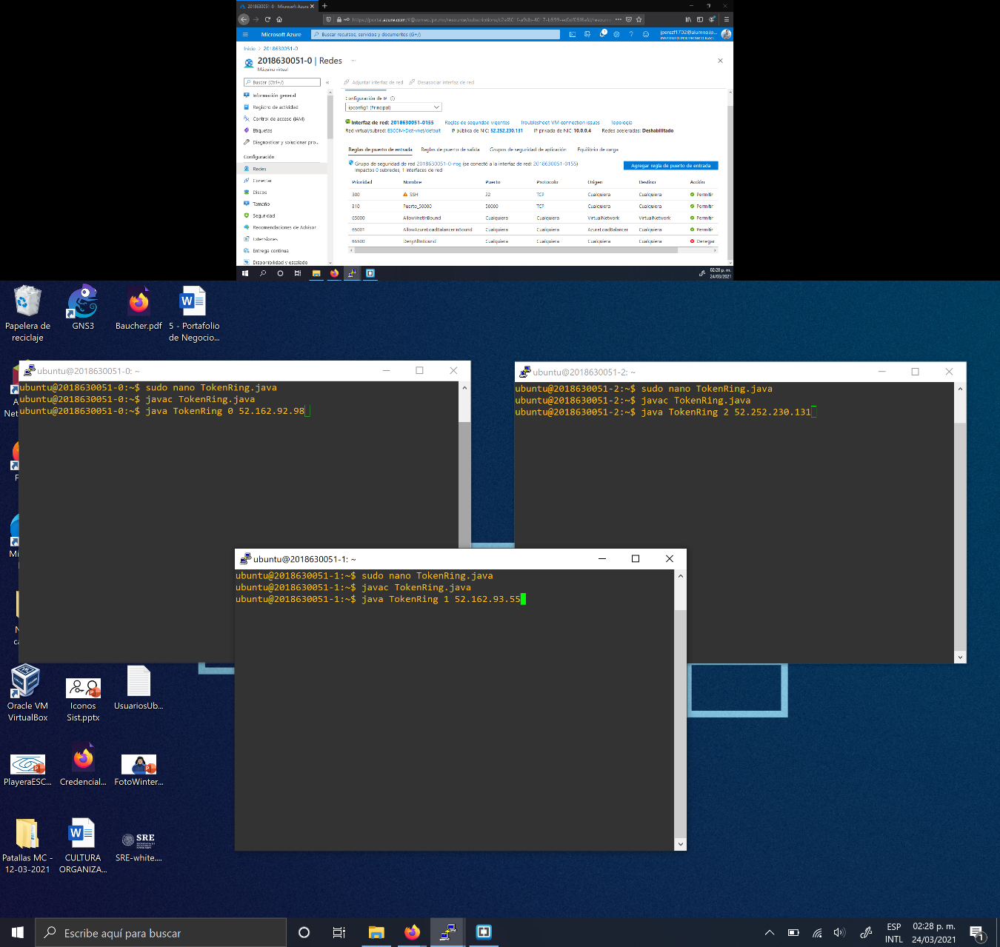 2018630051-0 - Microsoft Azure
Microsoft Azure
Buscar recursos, servicios y documentos (G+/)
1
jperezf1702@alumno.ip...
INSTITUTO POLITECNICO NACI...
Inicio > 2018630051-0
2018630051-0 | Redes ...
Máquina virtual
Buscar (Ctrl+/)
Adjuntar interfaz de red
Desasociar interfaz de red
Información general
Registro de actividad
Control de acceso (IAM)
Etiquetas
Diagnosticar y solucionar pro...
Configuración
Redes
Conectar
Discos
Tamaño
Seguridad
Recomendaciones de Advisor
Extensiones
Entrega continua
Disponibilidad y escalado
Configuración de IP
ipconfig1 (Principal)
Interfaz de red: 2018630051-0155 Reglas de seguridad vigentes Troubleshoot VM connection issues Topología
Red virtual/subred: ESCOM-Dist-vnet/default IP pública de NIC: 52.252.230.131 IP privada de NIC: 10.0.0.4 Redes aceleradas: Deshabilitado
Reglas de puerto de entrada Reglas de puerto de salida Grupos de seguridad de aplicación Equilibrio de carga
Grupo de seguridad de red 2018630051-0-nsg (se conectó a la interfaz de red: 2018630051-0155)
Impactos 0 subredes, 1 interfaces de red
Agregar regla de puerto de entrada
Prioridad Nombre Puerto Protocolo Origen Destino Acción
300 SSH 22 TCP Cualquiera Cualquiera Permitir
310 Puerto_50000 50000 TCP Cualquiera Cualquiera Permitir
65000 AllowVnetInBound Cualquiera Cualquiera VirtualNetwork VirtualNetwork Permitir
65001 AllowAzureLoadBalancerInBound Cualquiera Cualquiera AzureLoadBalancer Cualquiera Permitir
65500 DenyAllInBound Cualquiera Cualquiera Cualquiera Cualquiera Denegar
02:28 p. m.
24/03/2021
Papelera de
reciclaje
GNS3
Baucher.pdf
5 - Portafolio
de Negocio...
ubuntu@2018630051-0: ~
ubuntu@2018630051-0:~$ sudo nano TokenRing.java
ubuntu@2018630051-0:~$ javac TokenRing.java
ubuntu@2018630051-0:~$ java TokenRing 0 52.162.92.98
ubuntu@2018630051-2: ~
ubuntu@2018630051-2:~$ sudo nano TokenRing.java
ubuntu@2018630051-2:~$ javac TokenRing.java
ubuntu@2018630051-2:~$ java TokenRing 2 52.252.230.131
ubuntu@2018630051-1: ~
ubuntu@2018630051-1:~$ sudo nano TokenRing.java
ubuntu@2018630051-1:~$ javac TokenRing.java
ubuntu@2018630051-1:~$ java TokenRing 1 52.162.93.55
Oracle VM
VirtualBox
Iconos
Sist.pptx
UsuariosUb...
PlayeraESC...
Credencial...
FotoWinter...
Patallas MC -
12-03-2021
CULTURA
ORGANIZA...
SRE
SRE-white....
Escribe aquí para buscar
ESP
INTL
02:28 p. m.
24/03/2021
1